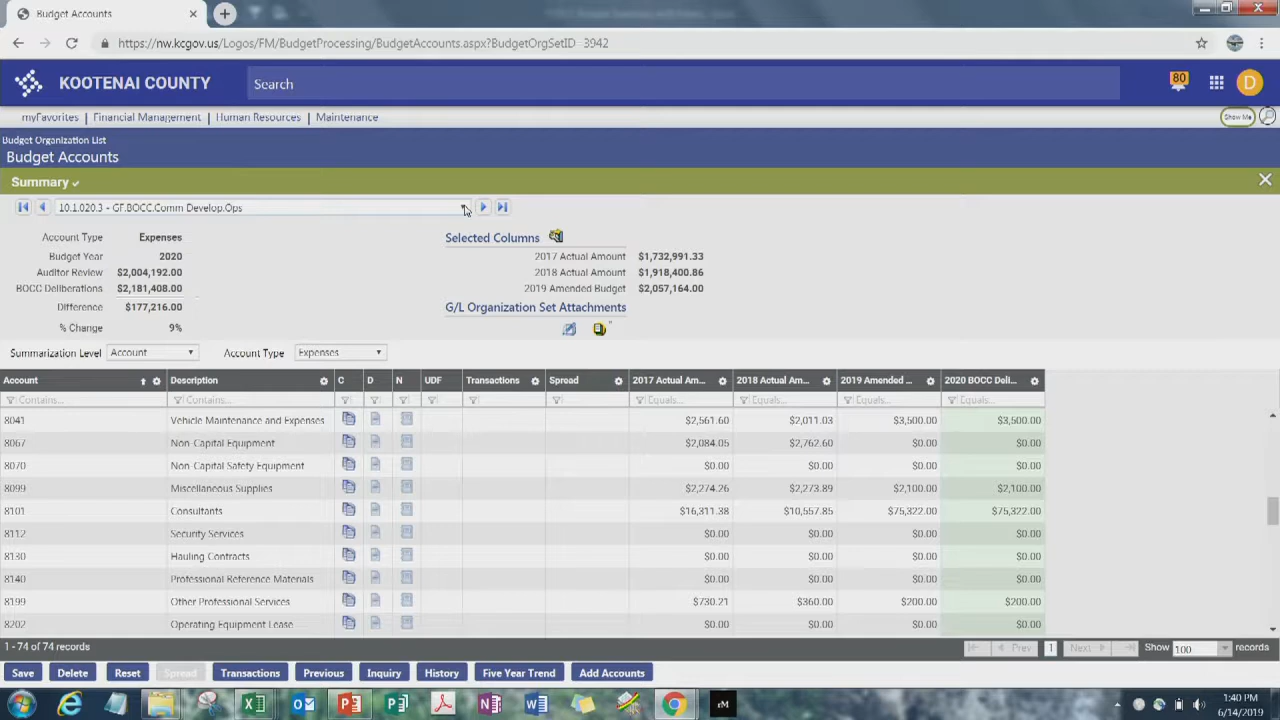 Budget Accounts
https://nw.kcgov.us/Logos/FM/BudgetProcessing/BudgetAccounts.aspx?BudgetOrgSetID 3942
KOOTENAI COUNTY Search 80 D
myFavorites | Financial Management | Human Resources | Maintenance Show Me
Budget Organization List
Budget Accounts
Summary
10.1.020.3 - GF.BOCC.Comm Develop.Ops
Account Type Expenses Selected Columns
Budget Year 2020 2017 Actual Amount $1,732,991.33
Auditor Review $2,004,192.00 2018 Actual Amount $1,918,400.86
BOCC Deliberations $2,181,408.00 2019 Amended Budget $2,057,164.00
Difference $177,216.00 G/L Organization Set Attachments
% Change 9%
Summarization Level Account Account Type Expenses
Account Description C D N UDF Transactions Spread 2017 Actual Am... 2018 Actual Am... 2019 Amended ... 2020 BOCC Deli...
Contains... Contains... Equals... Equals... Equals... Equals...
8041 Vehicle Maintenance and Expenses $2,561.60 $2,011.03 $3,500.00 $3,500.00
8067 Non-Capital Equipment $2,084.05 $2,762.60 $0.00 $0.00
8070 Non-Capital Safety Equipment $0.00 $0.00 $0.00 $0.00
8099 Miscellaneous Supplies $2,274.26 $2,273.89 $2,100.00 $2,100.00
8101 Consultants $16,311.38 $10,557.85 $75,322.00 $75,322.00
8112 Security Services $0.00 $0.00 $0.00 $0.00
8130 Hauling Contracts $0.00 $0.00 $0.00 $0.00
8140 Professional Reference Materials $0.00 $0.00 $0.00 $0.00
8199 Other Professional Services $730.21 $360.00 $200.00 $200.00
8202 Operating Equipment Lease $0.00 $0.00 $0.00 $0.00
1 - 74 of 74 records Prev 1 Next Show 100 records
Save Delete Reset Spread Transactions Previous Inquiry History Five Year Trend Add Accounts
rM 1:40 PM
6/14/2019